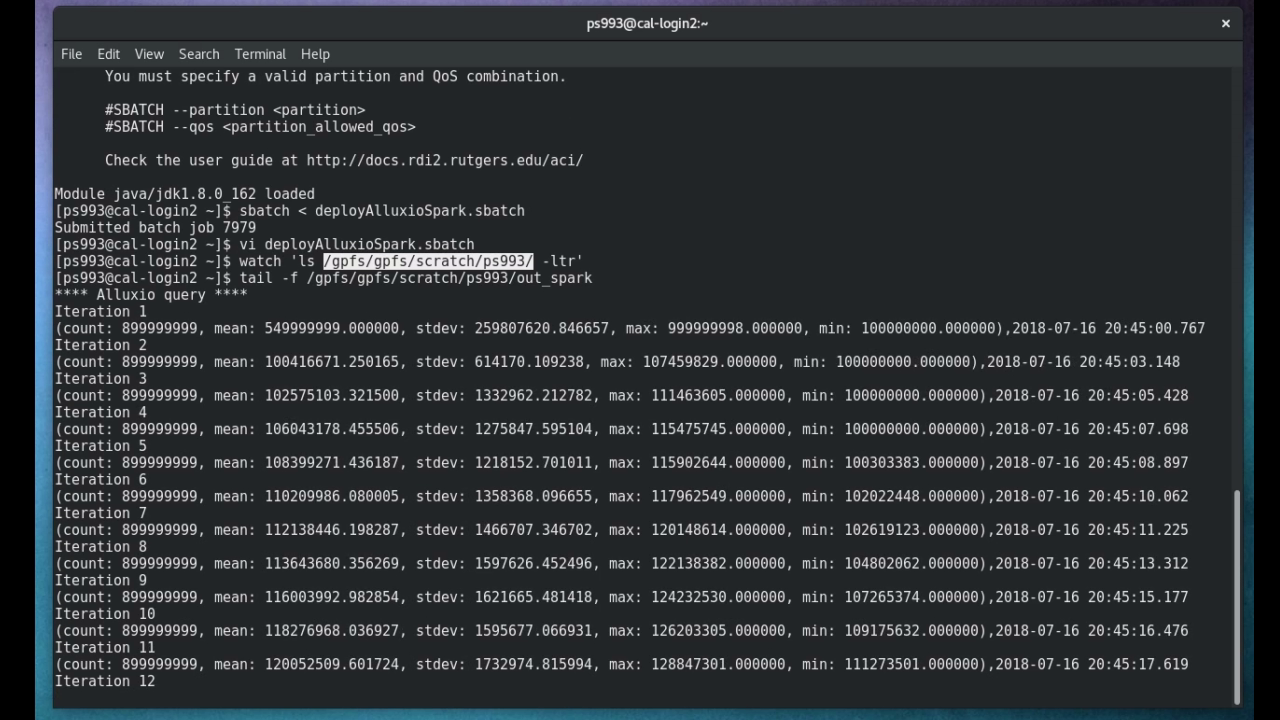 ps993@cal-login2:~
×
File Edit View Search Terminal Help
You must specify a valid partition and QoS combination.
#SBATCH --partition <partition>
#SBATCH --qos <partition_allowed_qos>
Check the user guide at http://docs.rdi2.rutgers.edu/aci/
Module java/jdk1.8.0_162 loaded
[ps993@cal-login2 ~]$ sbatch < deployAlluxioSpark.sbatch
Submitted batch job 7979
[ps993@cal-login2 ~]$ vi deployAlluxioSpark.sbatch
[ps993@cal-login2 ~]$ watch 'ls /gpfs/gpfs/scratch/ps993/ -ltr'
[ps993@cal-login2 ~]$ tail -f /gpfs/gpfs/scratch/ps993/out_spark
**** Alluxio query ****
Iteration 1
(count: 899999999, mean: 549999999.000000, stdev: 259807620.846657, max: 999999998.000000, min: 100000000.000000),2018-07-16 20:45:00.767
Iteration 2
(count: 899999999, mean: 100416671.250165, stdev: 614170.109238, max: 107459829.000000, min: 100000000.000000),2018-07-16 20:45:03.148
Iteration 3
(count: 899999999, mean: 102575103.321500, stdev: 1332962.212782, max: 111463605.000000, min: 100000000.000000),2018-07-16 20:45:05.428
Iteration 4
(count: 899999999, mean: 106043178.455506, stdev: 1275847.595104, max: 115475745.000000, min: 100000000.000000),2018-07-16 20:45:07.698
Iteration 5
(count: 899999999, mean: 108399271.436187, stdev: 1218152.701011, max: 115902644.000000, min: 100303383.000000),2018-07-16 20:45:08.897
Iteration 6
(count: 899999999, mean: 110209986.080005, stdev: 1358368.096655, max: 117962549.000000, min: 102022448.000000),2018-07-16 20:45:10.062
Iteration 7
(count: 899999999, mean: 112138446.198287, stdev: 1466707.346702, max: 120148614.000000, min: 102619123.000000),2018-07-16 20:45:11.225
Iteration 8
(count: 899999999, mean: 113643680.356269, stdev: 1597626.452496, max: 122138382.000000, min: 104802062.000000),2018-07-16 20:45:13.312
Iteration 9
(count: 899999999, mean: 116003992.982854, stdev: 1621665.481418, max: 124232530.000000, min: 107265374.000000),2018-07-16 20:45:15.177
Iteration 10
(count: 899999999, mean: 118276968.036927, stdev: 1595677.066931, max: 126203305.000000, min: 109175632.000000),2018-07-16 20:45:16.476
Iteration 11
(count: 899999999, mean: 120052509.601724, stdev: 1732974.815994, max: 128847301.000000, min: 111273501.000000),2018-07-16 20:45:17.619
Iteration 12